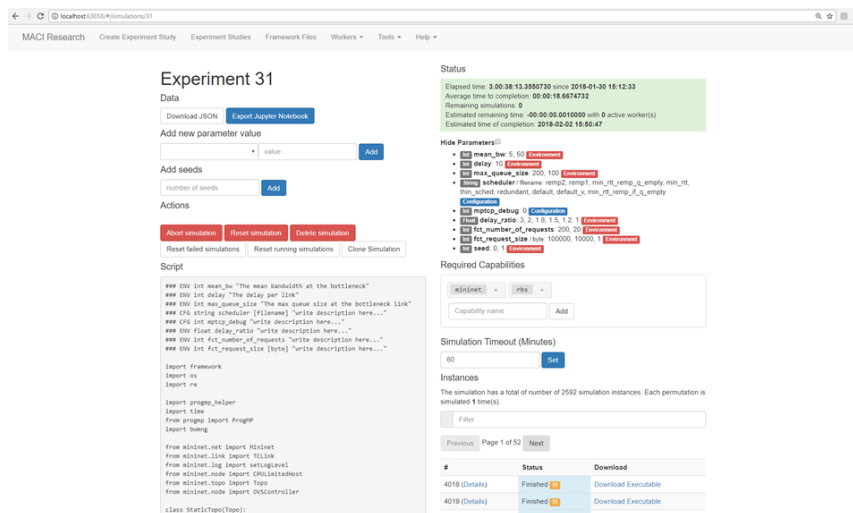 localhost:63658/#/simulations/31
MACI Research Create Experiment Study Experiment Studies Framework Files Workers Tools Help
Experiment 31
Data
Download JSON Export Jupyter Notebook
Add new parameter value
value Add
Add seeds
number of seeds Add
Actions
Abort simulation Reset simulation Delete simulation
Reset failed simulations Reset running simulations Clone Simulation
Script
### ENV int mean_bw "The mean bandwidth at the bottleneck"
### ENV int delay "The delay per link"
### ENV int max_queue_size "The max queue size at the bottleneck link"
### CFG string scheduler [filename] "write description here..."
### CFG int mptcp_debug "write description here..."
### ENV float delay_ratio "write description here..."
### ENV int fct_number_of_requests "write description here..."
### ENV int fct_request_size [byte] "write description here..."
import framework
import os
import re
import progmp_helper
import time
from progmp import ProgMP
import
from mininet.net import Mininet
from mininet.link import TCLink
from mininet.log import setLogLevel
from mininet.node import CPULimitedHost
from mininet.topo import Topo
from mininet.node import OVSController
class StaticTopo(Topo):
Status
Elapsed time: 3.00:38:13.3550730 since 2018-01-30 15:12:33
Average time to completion: 00:00:18.6674732
Remaining simulations: 0
Estimated remaining time: -00:00:00.0010000 with 0 active worker(s)
Estimated time of completion: 2018-02-02 15:50:47
Hide Parameters
Int mean_bw: 5, 50 Environment
Int delay: 10 Environment
Int max_queue_size: 200, 100 Environment
String scheduler / filename: remp2, remp1, min_rtt_remp_q_empty, min_rtt,
thin_sched, redundant, default, default_v, min_rtt_remp_if_q_empty
Configuration
Int mptcp_debug: 0 Configuration
Float delay_ratio: 3, 2, 1.8, 1.5, 1.2, 1 Environment
Int fct_number_of_requests: 200, 20 Environment
Int fct_request_size / byte: 100000, 10000, 1 Environment
Int seed: 0, 1 Environment
Required Capabilities
mininet rbs
Capability name Add
Simulation Timeout (Minutes)
60 Set
Instances
The simulation has a total of number of 2592 simulation instances. Each permutation is
simulated 1 time(s).
Filter
Previous Page 1 of 52 Next
# Status Download
4018 (Details) Finished Download Executable
4019 (Details) Finished Download Executable